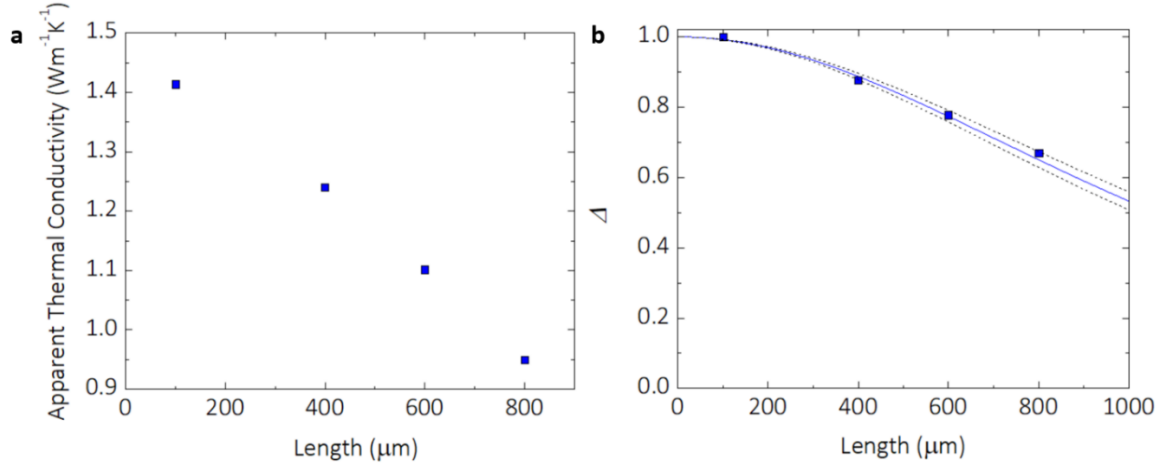 a
Apparent Thermal Conductivity (Wm⁻¹K⁻¹)
1.5
1.4
1.3
1.2
1.1
1.0
0.9
0 200 400 600 800
Length (μm)
b
Δ
1.0
0.8
0.6
0.4
0.2
0.0
0 200 400 600 800 1000
Length (μm)